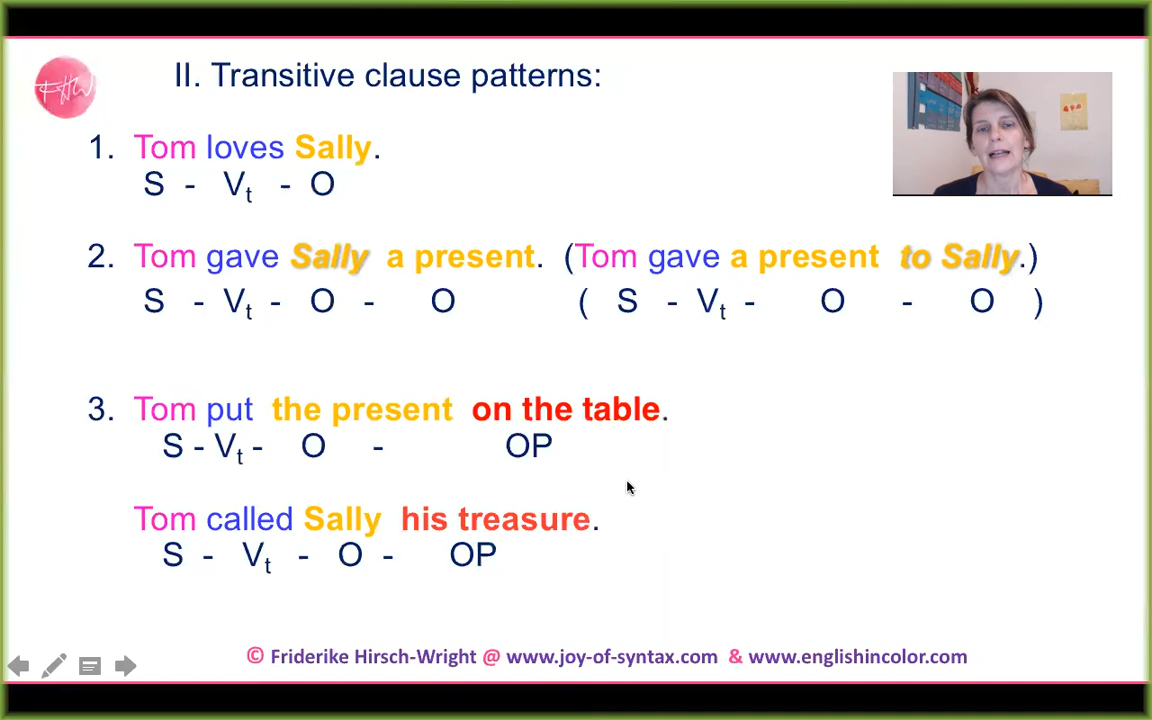 FHW
II. Transitive clause patterns:
1. Tom loves Sally.
S - Vt - O
2. Tom gave Sally a present. (Tom gave a present to Sally.)
S - Vt - O - O ( S - Vt - O - O )
3. Tom put the present on the table.
S - Vt - O - OP
Tom called Sally his treasure.
S - Vt - O - OP
© Friderike Hirsch-Wright @ www.joy-of-syntax.com & www.englishincolor.com